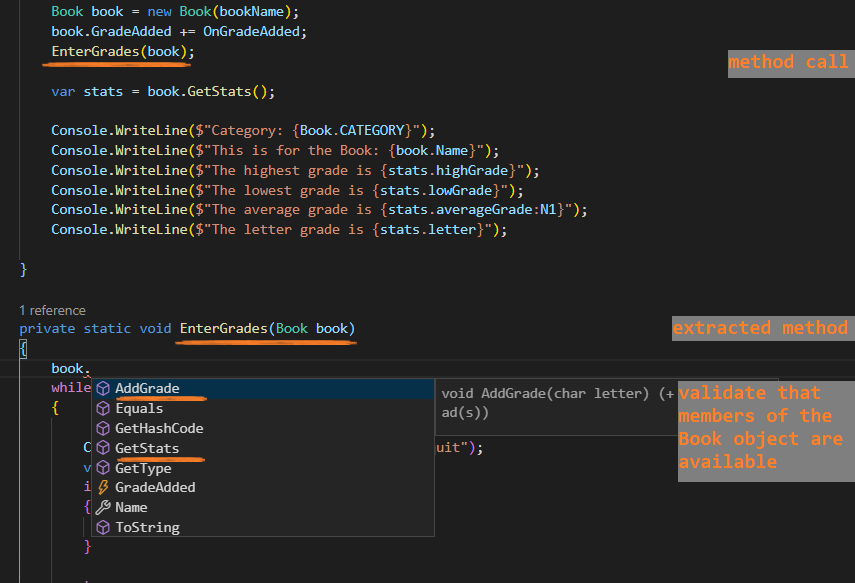 Book book = new Book(bookName);
book.GradeAdded += OnGradeAdded;
EnterGrades(book);
method call
var stats = book.GetStats();
Console.WriteLine($"Category: {Book.CATEGORY}");
Console.WriteLine($"This is for the Book: {book.Name}");
Console.WriteLine($"The highest grade is {stats.highGrade}");
Console.WriteLine($"The lowest grade is {stats.lowGrade}");
Console.WriteLine($"The average grade is {stats.averageGrade:N1}");
Console.WriteLine($"The letter grade is {stats.letter}");
}
1 reference
private static void EnterGrades(Book book)
extracted method
{
book.
while
{
C
v
i
{
}
AddGrade
Equals
GetHashCode
GetStats
GetType
GradeAdded
Name
ToString
void AddGrade(char letter) (+
ad(s))
uit");
validate that
members of the
Book object are
available